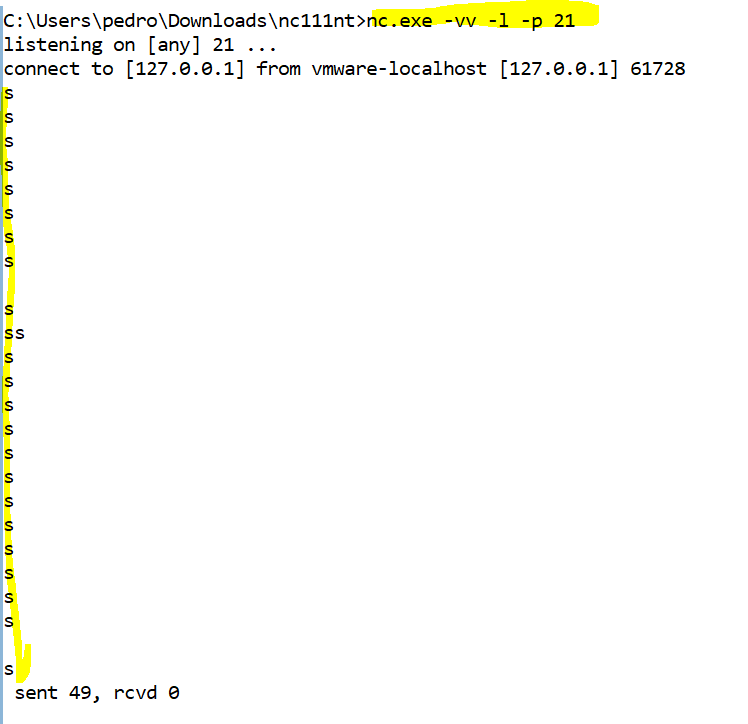 C:\Users\pedro\Downloads\nc111nt>nc.exe -vv -l -p 21
listening on [any] 21 ...
connect to [127.0.0.1] from vmware-localhost [127.0.0.1] 61728
s
s
s
s
s
s
s
s

s
ss
s
s
s
s
s
s
s
s
s
s
s
s

s
 sent 49, rcvd 0